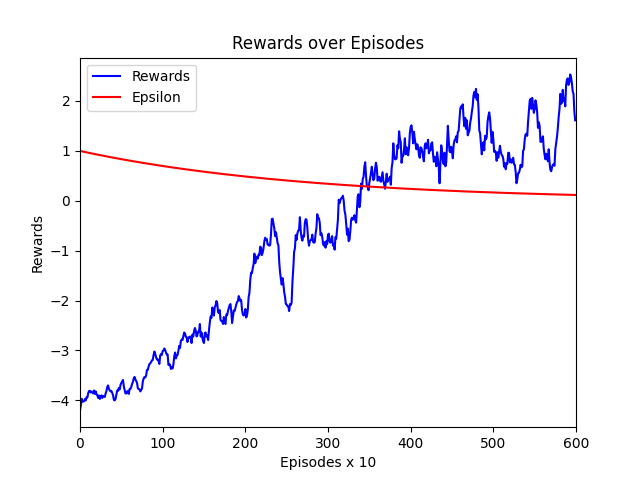 Rewards over Episodes
Rewards
Epsilon
2
1
0
−1
−2
−3
−4
Rewards
0 100 200 300 400 500 600
Episodes x 10